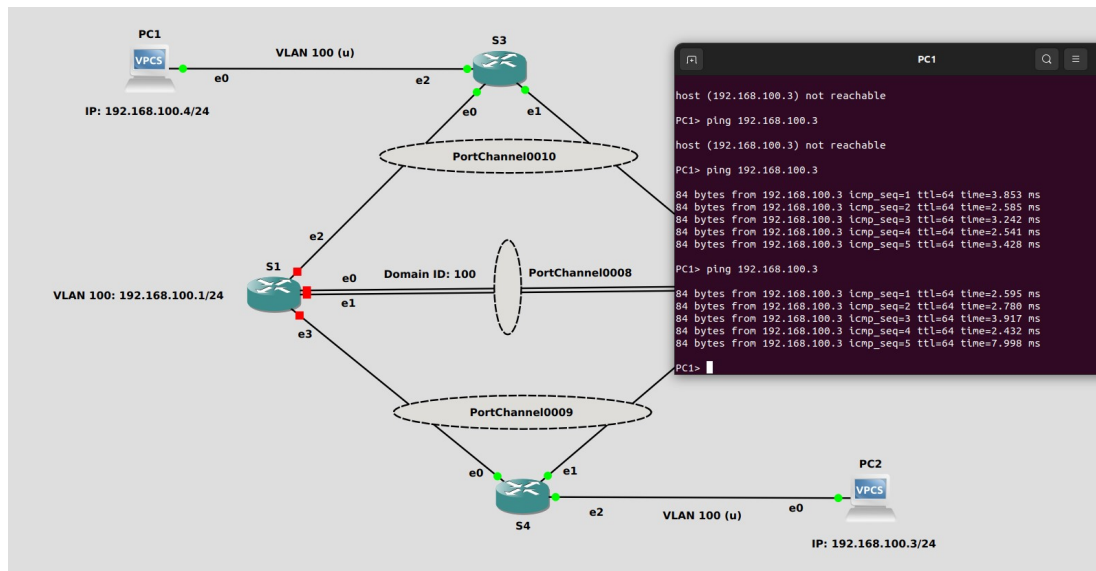 PC1
VPCS
VLAN 100 (u)
e0
e2
S3
IP: 192.168.100.4/24
e0
e1
PortChannel0010
e2
S1
e0
Domain ID: 100
PortChannel0008
VLAN 100: 192.168.100.1/24
e1
e3
PortChannel0009
e0
e1
S4
e2
VLAN 100 (u)
e0
PC2
VPCS
IP: 192.168.100.3/24
PC1
host (192.168.100.3) not reachable
PC1> ping 192.168.100.3
host (192.168.100.3) not reachable
PC1> ping 192.168.100.3
84 bytes from 192.168.100.3 icmp_seq=1 ttl=64 time=3.853 ms
84 bytes from 192.168.100.3 icmp_seq=2 ttl=64 time=2.585 ms
84 bytes from 192.168.100.3 icmp_seq=3 ttl=64 time=3.242 ms
84 bytes from 192.168.100.3 icmp_seq=4 ttl=64 time=2.541 ms
84 bytes from 192.168.100.3 icmp_seq=5 ttl=64 time=3.428 ms
PC1> ping 192.168.100.3
84 bytes from 192.168.100.3 icmp_seq=1 ttl=64 time=2.595 ms
84 bytes from 192.168.100.3 icmp_seq=2 ttl=64 time=2.780 ms
84 bytes from 192.168.100.3 icmp_seq=3 ttl=64 time=3.917 ms
84 bytes from 192.168.100.3 icmp_seq=4 ttl=64 time=2.432 ms
84 bytes from 192.168.100.3 icmp_seq=5 ttl=64 time=7.998 ms
PC1>